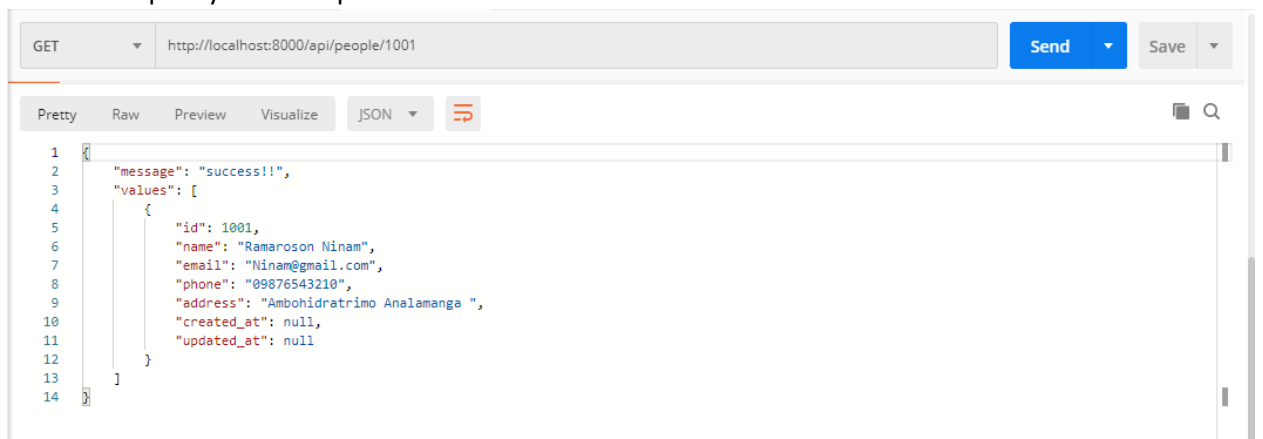 GET http://localhost:8000/api/people/1001 Send Save
Pretty Raw Preview Visualize JSON
1 {
2 "message": "success!!",
3 "values": [
4 {
5 "id": 1001,
6 "name": "Ramaroson Ninam",
7 "email": "Ninam@gmail.com",
8 "phone": "09876543210",
9 "address": "Ambohidratrimo Analamanga ",
10 "created_at": null,
11 "updated_at": null
12 }
13 ]
14 }